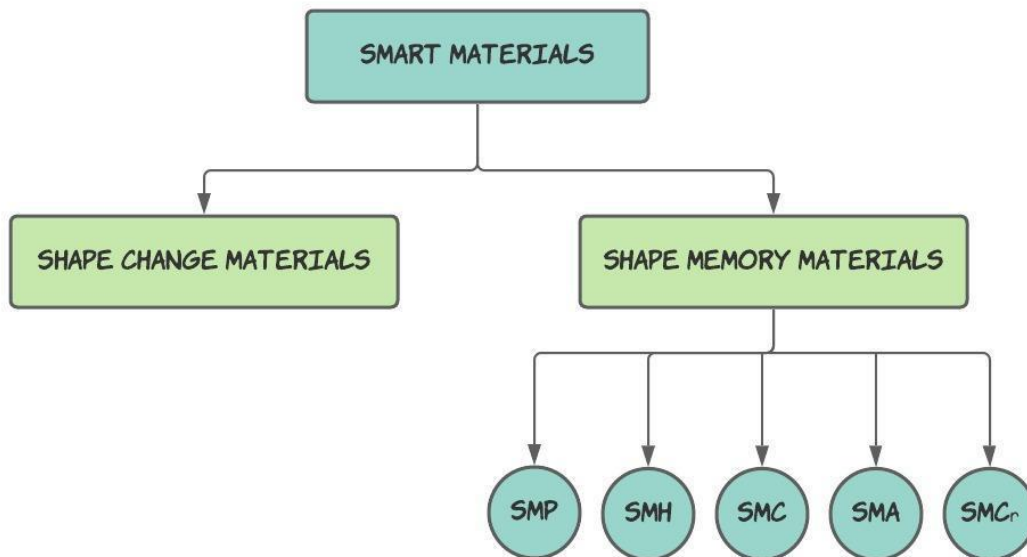 SMART MATERIALS
SHAPE CHANGE MATERIALS
SHAPE MEMORY MATERIALS
SMP
SMH
SMC
SMA
SMCr